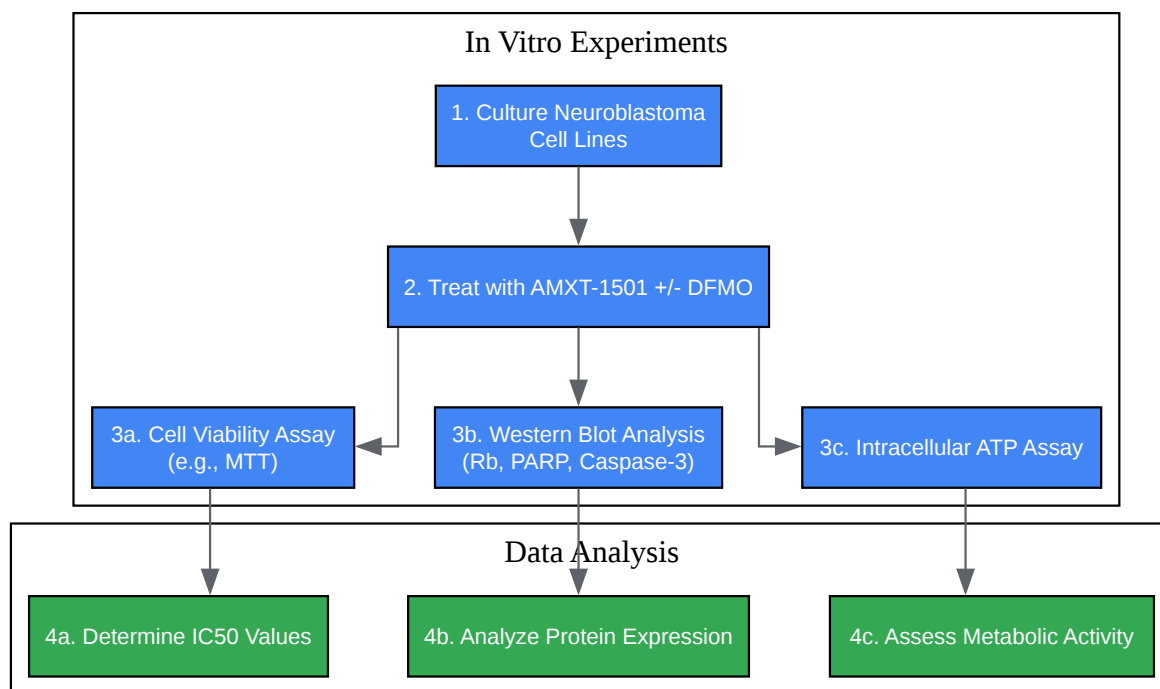 In Vitro Experiments
1. Culture Neuroblastoma
Cell Lines
2. Treat with AMXT-1501 +/- DFMO
3a. Cell Viability Assay
(e.g., MTT)
3b. Western Blot Analysis
(Rb, PARP, Caspase-3)
3c. Intracellular ATP Assay
Data Analysis
4a. Determine IC50 Values
4b. Analyze Protein Expression
4c. Assess Metabolic Activity